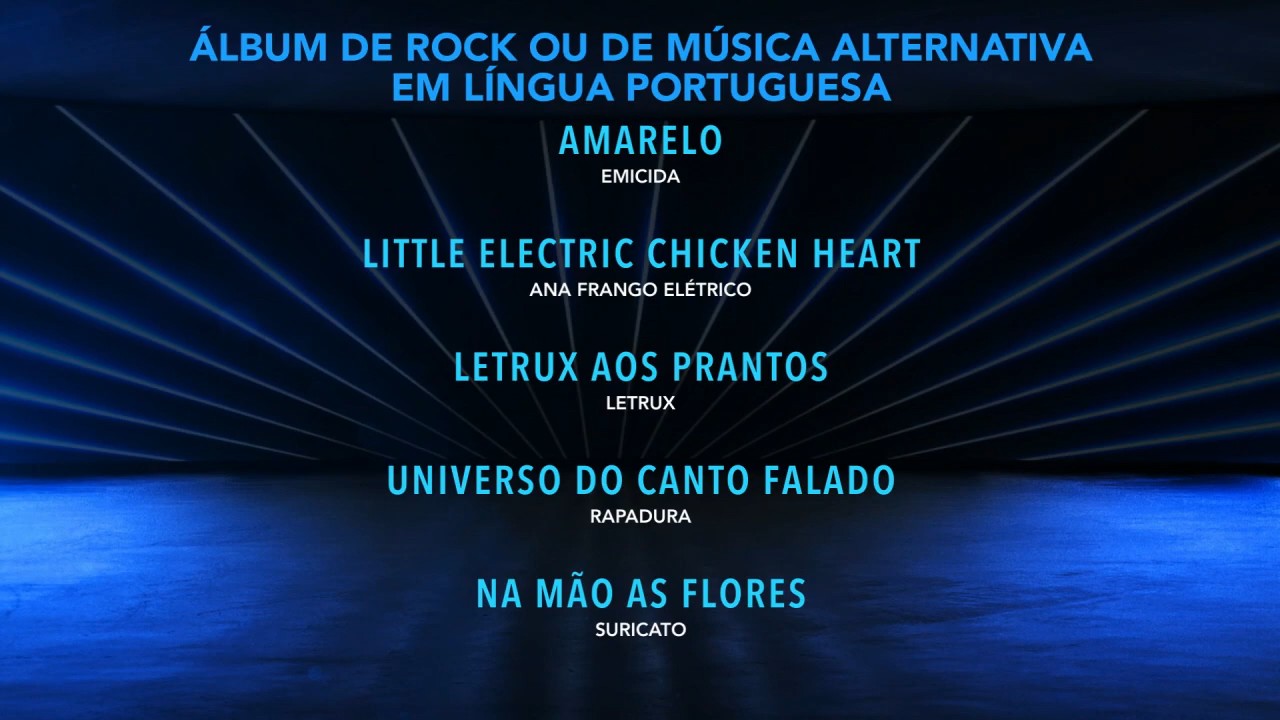 ÁLBUM DE ROCK OU DE MÚSICA ALTERNATIVA
EM LÍNGUA PORTUGUESA
AMARELO
EMICIDA
LITTLE ELECTRIC CHICKEN HEART
ANA FRANGO ELÉTRICO
LETRUX AOS PRANTOS
LETRUX
UNIVERSO DO CANTO FALADO
RAPADURA
NA MÃO AS FLORES
SURICATO